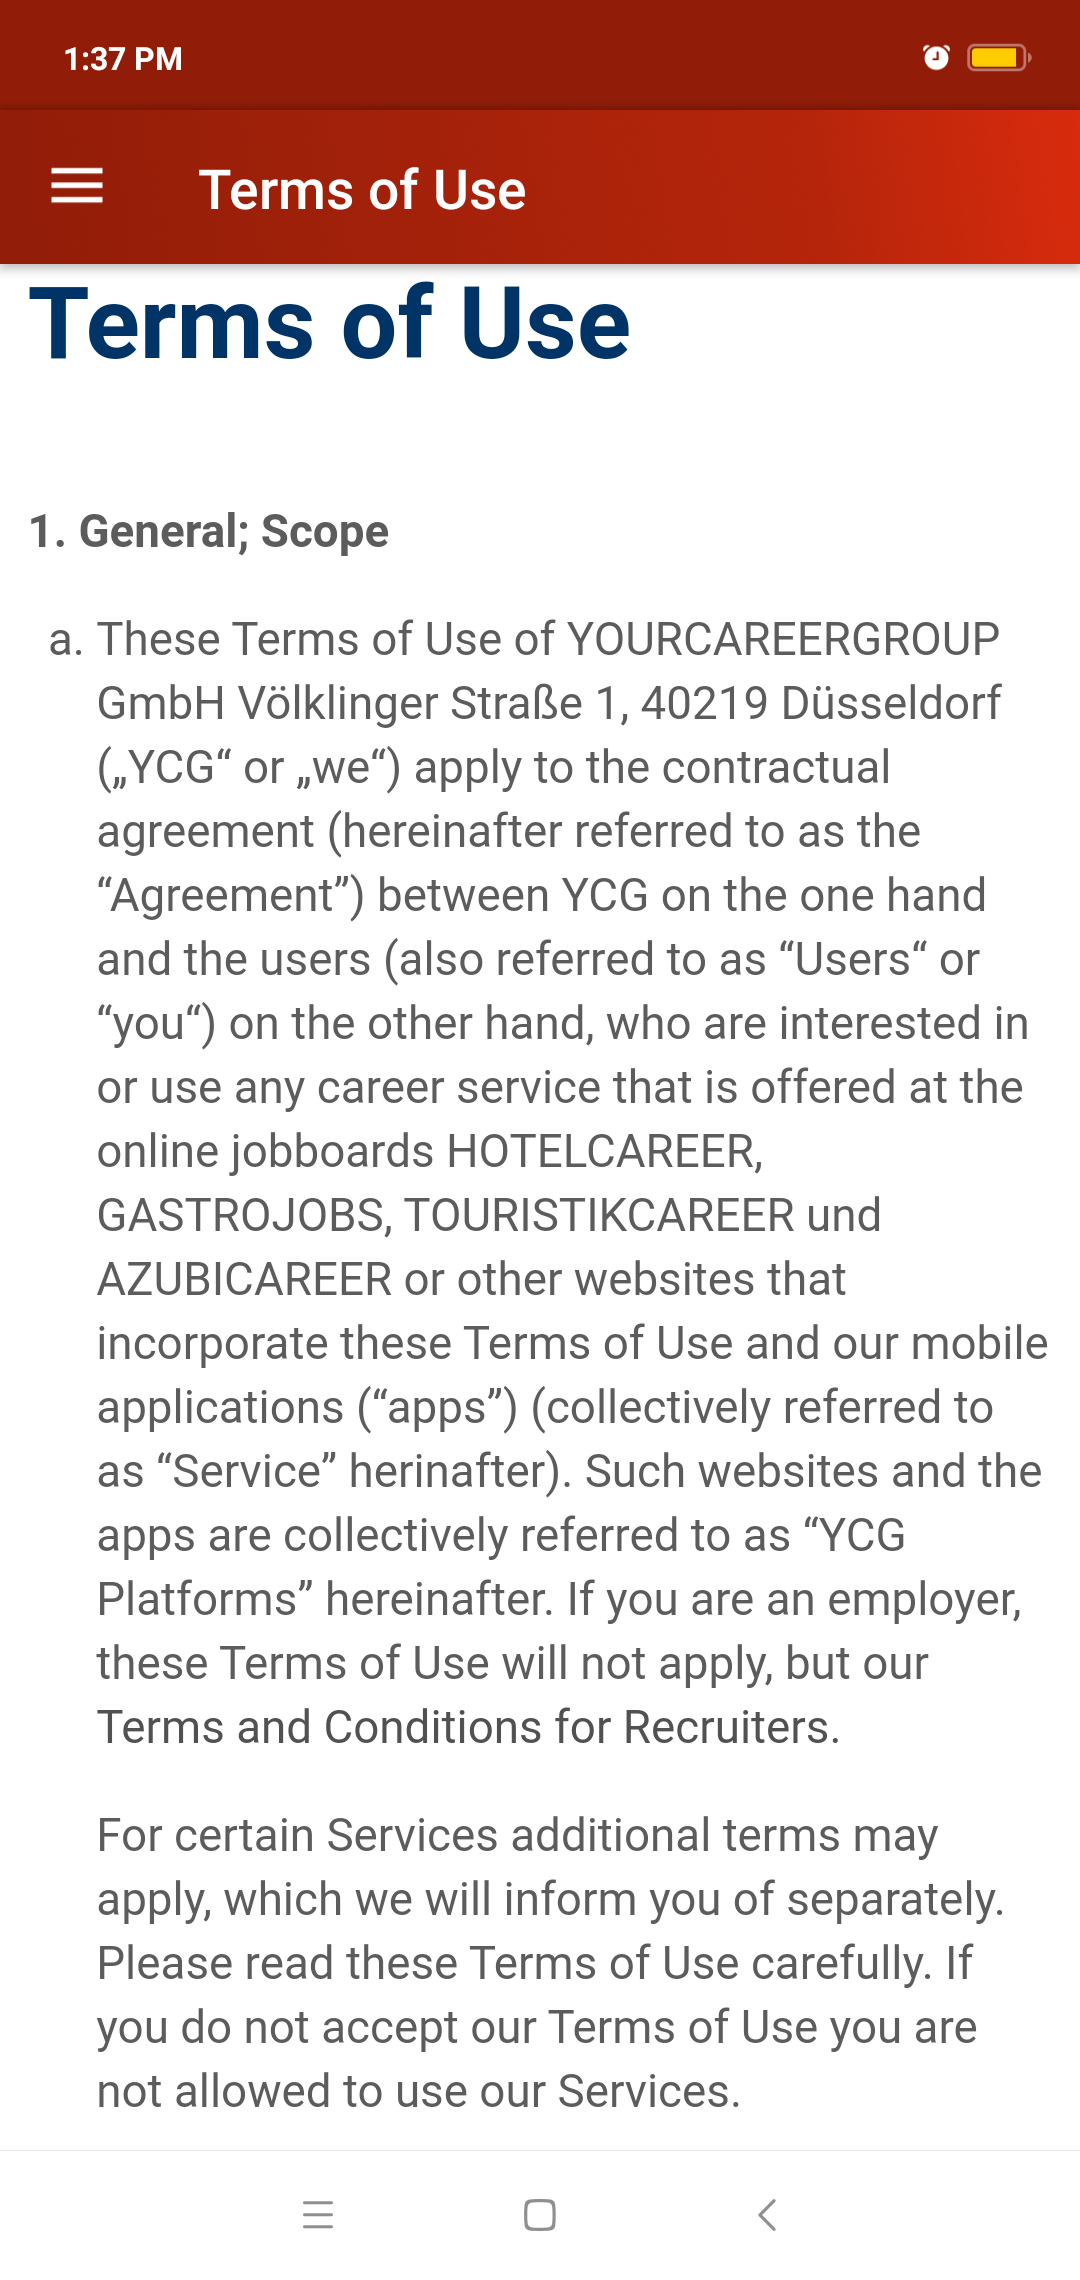 1:37 PM
Terms of Use
Terms of Use
1. General; Scope
a. These Terms of Use of YOURCAREERGROUP
GmbH Völklinger Straße 1, 40219 Düsseldorf
(„YCG“ or „we“) apply to the contractual
agreement (hereinafter referred to as the
“Agreement”) between YCG on the one hand
and the users (also referred to as “Users“ or
“you“) on the other hand, who are interested in
or use any career service that is offered at the
online jobboards HOTELCAREER,
GASTROJOBS, TOURISTIKCAREER und
AZUBICAREER or other websites that
incorporate these Terms of Use and our mobile
applications (“apps”) (collectively referred to
as “Service” herinafter). Such websites and the
apps are collectively referred to as “YCG
Platforms” hereinafter. If you are an employer,
these Terms of Use will not apply, but our
Terms and Conditions for Recruiters.
For certain Services additional terms may
apply, which we will inform you of separately.
Please read these Terms of Use carefully. If
you do not accept our Terms of Use you are
not allowed to use our Services.